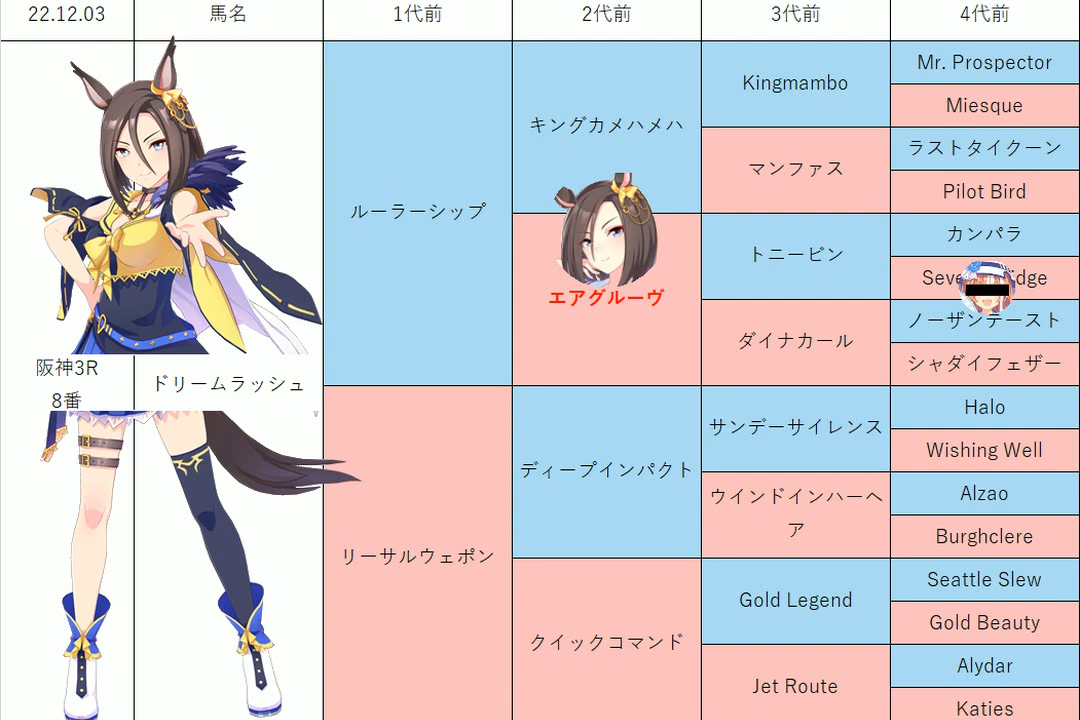 22.12.03 馬名 1代前 2代前 3代前 4代前
阪神3R
8番
ドリームラッシュ
ルーラーシップ
リーサルウェポン
キングカメハメハ
エアグルーヴ
ディープインパクト
クイックコマンド
Kingmambo
マンファス
トニービン
ダイナカール
サンデーサイレンス
ウインドインハーヘ
ア
Gold Legend
Jet Route
Mr. Prospector
Miesque
ラストタイクーン
Pilot Bird
カンパラ
ノーザンテースト
シャダイフェザー
Halo
Wishing Well
Alzao
Burghclere
Seattle Slew
Gold Beauty
Alydar
Katies